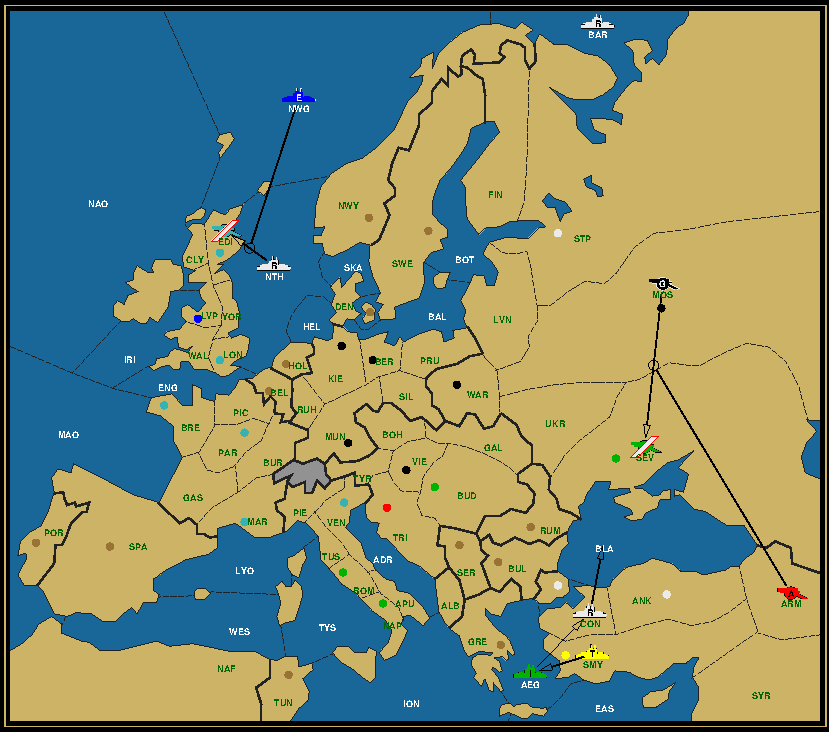 R
BAR
E
NWG
FIN
NAO
NWY
STP
EDI
SKA
SWE
BOT
CLY
R
NTH
G
MOS
DEN
LVP
YOR
HEL
BAL
LVN
IRI
WAL
LON
HOL
KIE
BER
PRU
ENG
BEL
SIL
WAR
BRE
PIC
RUH
UKR
MAO
PAR
MUN
BOH
GAL
BUR
VIE
SEV
TYR
GAS
BUD
MAR
PIE
VEN
POR
SPA
TRI
RUM
TUS
ADR
BLA
LYO
SER
BUL
ROM
APU
ALB
ANK
A
ARM
R
CON
WES
TYS
NAP
GRE
T
SMY
NAF
I
AEG
TUN
ION
EAS
SYR